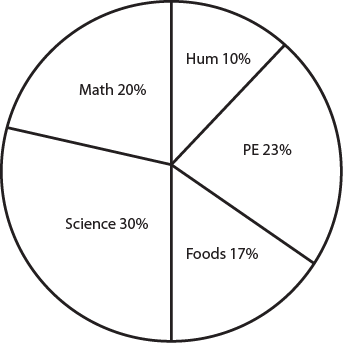 Hum 10%
Math 20%
PE 23%
Science 30%
Foods 17%